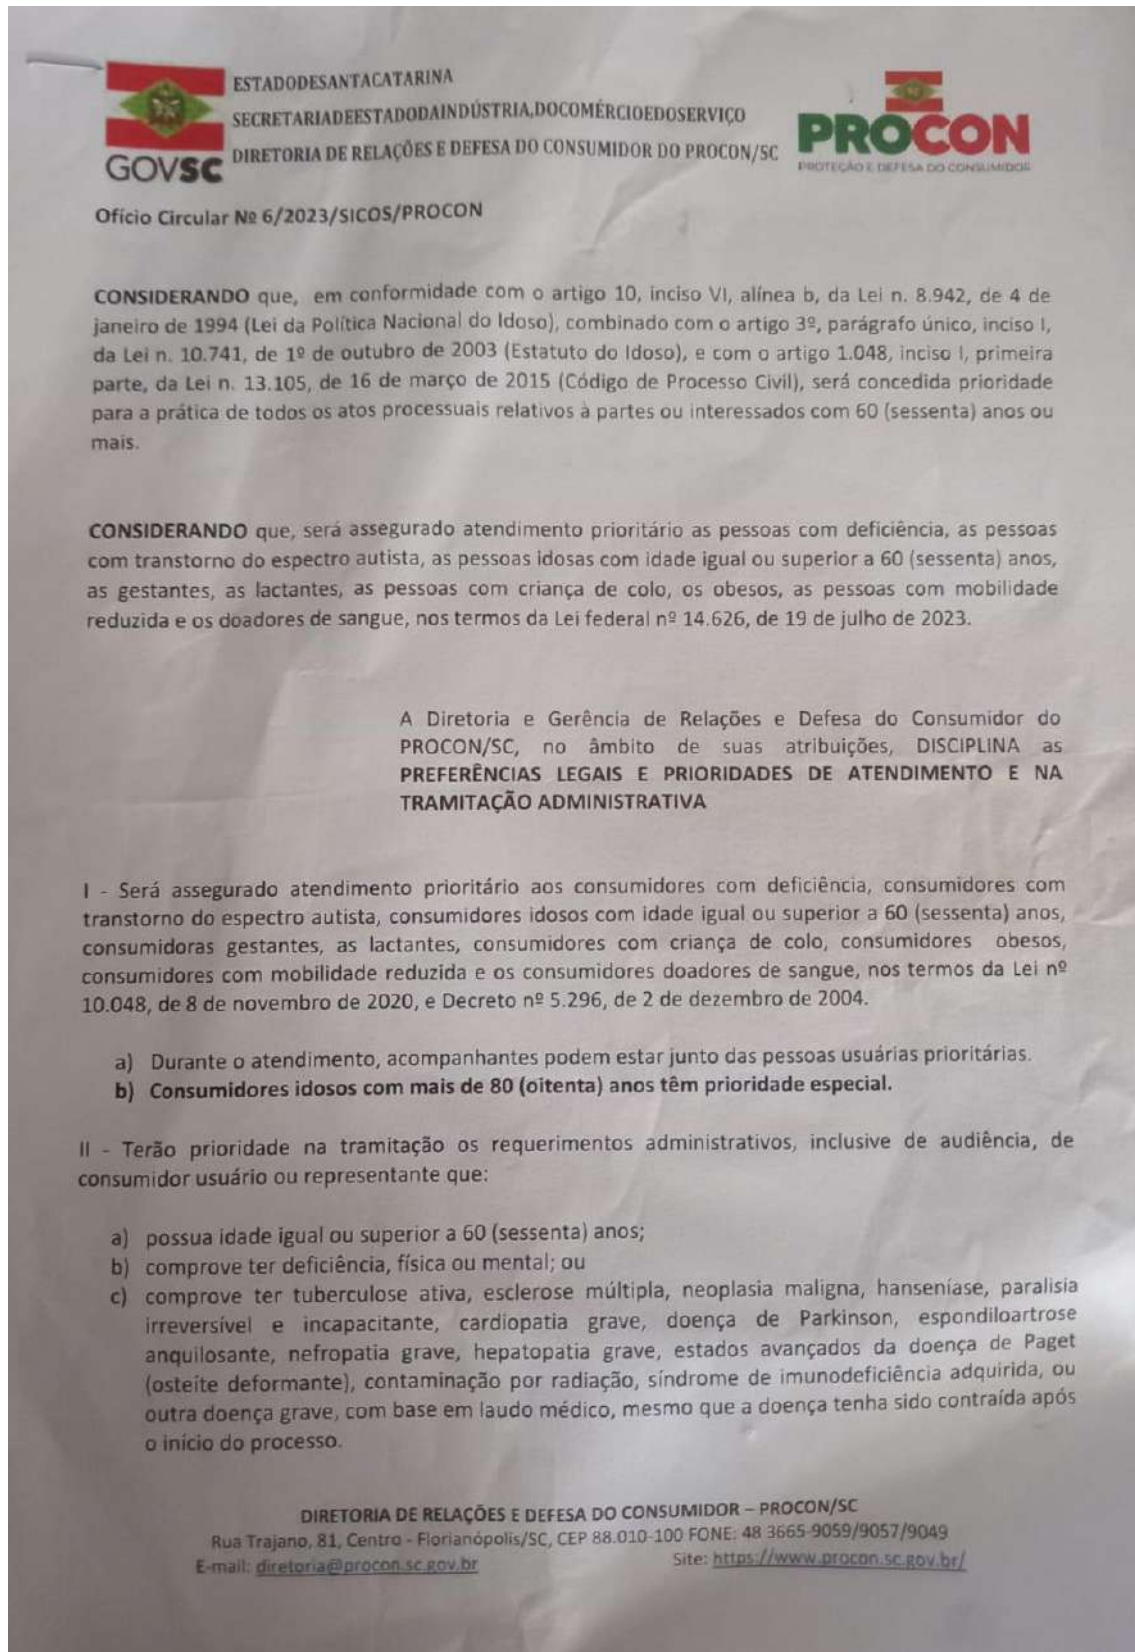 ESTADODESANTACATARINA
SECRETARIADEESTADODAINDÚSTRIA,DOCOMÉRCIOEDOSERVIÇO
DIRETORIA DE RELAÇÕES E DEFESA DO CONSUMIDOR DO PROCON/SC
GOVSC
PROCON
PROTEÇÃO E DEFESA DO CONSUMIDOR
Ofício Circular Nº 6/2023/SICOS/PROCON
CONSIDERANDO que, em conformidade com o artigo 10, inciso VI, alínea b, da Lei n. 8.942, de 4 de
janeiro de 1994 (Lei da Política Nacional do Idoso), combinado com o artigo 3º, parágrafo único, inciso I,
da Lei n. 10.741, de 1º de outubro de 2003 (Estatuto do Idoso), e com o artigo 1.048, inciso I, primeira
parte, da Lei n. 13.105, de 16 de março de 2015 (Código de Processo Civil), será concedida prioridade
para a prática de todos os atos processuais relativos à partes ou interessados com 60 (sessenta) anos ou
mais.
CONSIDERANDO que, será assegurado atendimento prioritário as pessoas com deficiência, as pessoas
com transtorno do espectro autista, as pessoas idosas com idade igual ou superior a 60 (sessenta) anos,
as gestantes, as lactantes, as pessoas com criança de colo, os obesos, as pessoas com mobilidade
reduzida e os doadores de sangue, nos termos da Lei federal nº 14.626, de 19 de julho de 2023.
A Diretoria e Gerência de Relações e Defesa do Consumidor do
PROCON/SC, no âmbito de suas atribuições, DISCIPLINA as
PREFERÊNCIAS LEGAIS E PRIORIDADES DE ATENDIMENTO E NA
TRAMITAÇÃO ADMINISTRATIVA
I - Será assegurado atendimento prioritário aos consumidores com deficiência, consumidores com
transtorno do espectro autista, consumidores idosos com idade igual ou superior a 60 (sessenta) anos,
consumidoras gestantes, as lactantes, consumidores com criança de colo, consumidores obesos,
consumidores com mobilidade reduzida e os consumidores doadores de sangue, nos termos da Lei nº
10.048, de 8 de novembro de 2020, e Decreto nº 5.296, de 2 de dezembro de 2004.
a) Durante o atendimento, acompanhantes podem estar junto das pessoas usuárias prioritárias.
b) Consumidores idosos com mais de 80 (oitenta) anos têm prioridade especial.
II - Terão prioridade na tramitação os requerimentos administrativos, inclusive de audiência, de
consumidor usuário ou representante que:
a) possua idade igual ou superior a 60 (sessenta) anos;
b) comprove ter deficiência, física ou mental; ou
c) comprove ter tuberculose ativa, esclerose múltipla, neoplasia maligna, hanseníase, paralisia
irreversível e incapacitante, cardiopatia grave, doença de Parkinson, espondiloartrose
anquilosante, nefropatia grave, hepatopatia grave, estados avançados da doença de Paget
(osteíte deformante), contaminação por radiação, síndrome de imunodeficiência adquirida, ou
outra doença grave, com base em laudo médico, mesmo que a doença tenha sido contraída após
o início do processo.
DIRETORIA DE RELAÇÕES E DEFESA DO CONSUMIDOR – PROCON/SC
Rua Trajano, 81, Centro - Florianópolis/SC, CEP 88.010-100 FONE: 48 3665-9059/9057/9049
E-mail: diretoria@procon.sc.gov.br Site: https://www.procon.sc.gov.br/